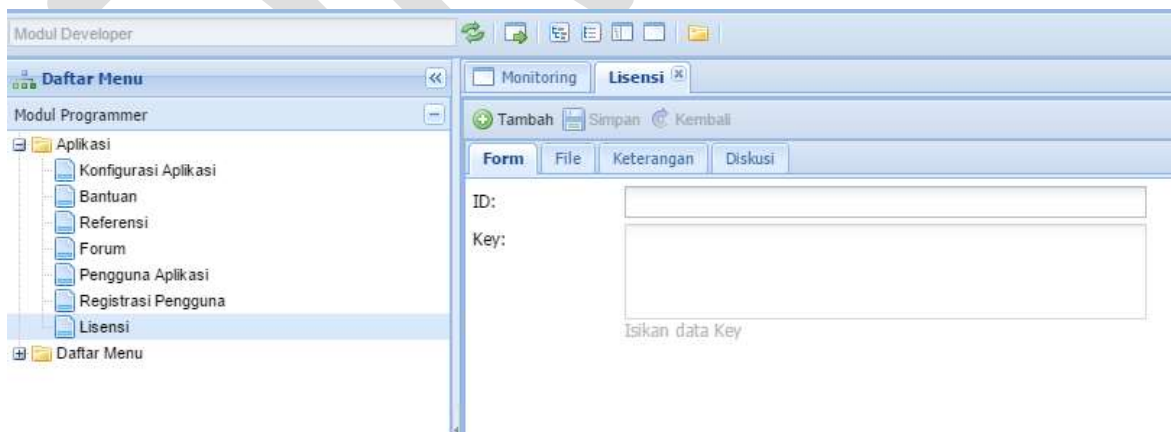 Modul Developer
Daftar Menu
Modul Programmer
Aplikasi
Konfigurasi Aplikasi
Bantuan
Referensi
Forum
Pengguna Aplikasi
Registrasi Pengguna
Lisensi
Daftar Menu
Monitoring Lisensi
Tambah Simpan Kembali
Form File Keterangan Diskusi
ID:
Key:
Isikan data Key